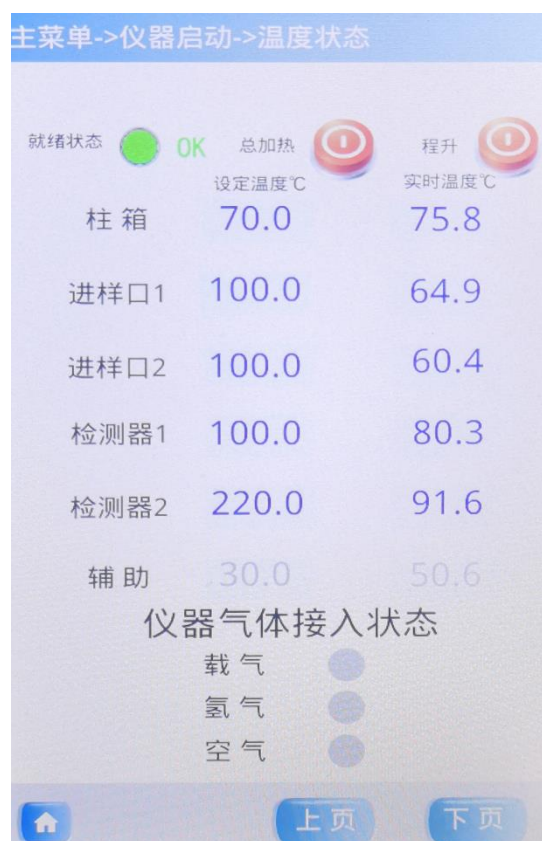 主菜单->仪器启动->温度状态
就绪状态 OK 总加热 程升
设定温度℃ 实时温度℃
柱箱 70.0 75.8
进样口1 100.0 64.9
进样口2 100.0 60.4
检测器1 100.0 80.3
检测器2 220.0 91.6
辅助 30.0 50.6
仪器气体接入状态
载气
氢气
空气
上页 下页